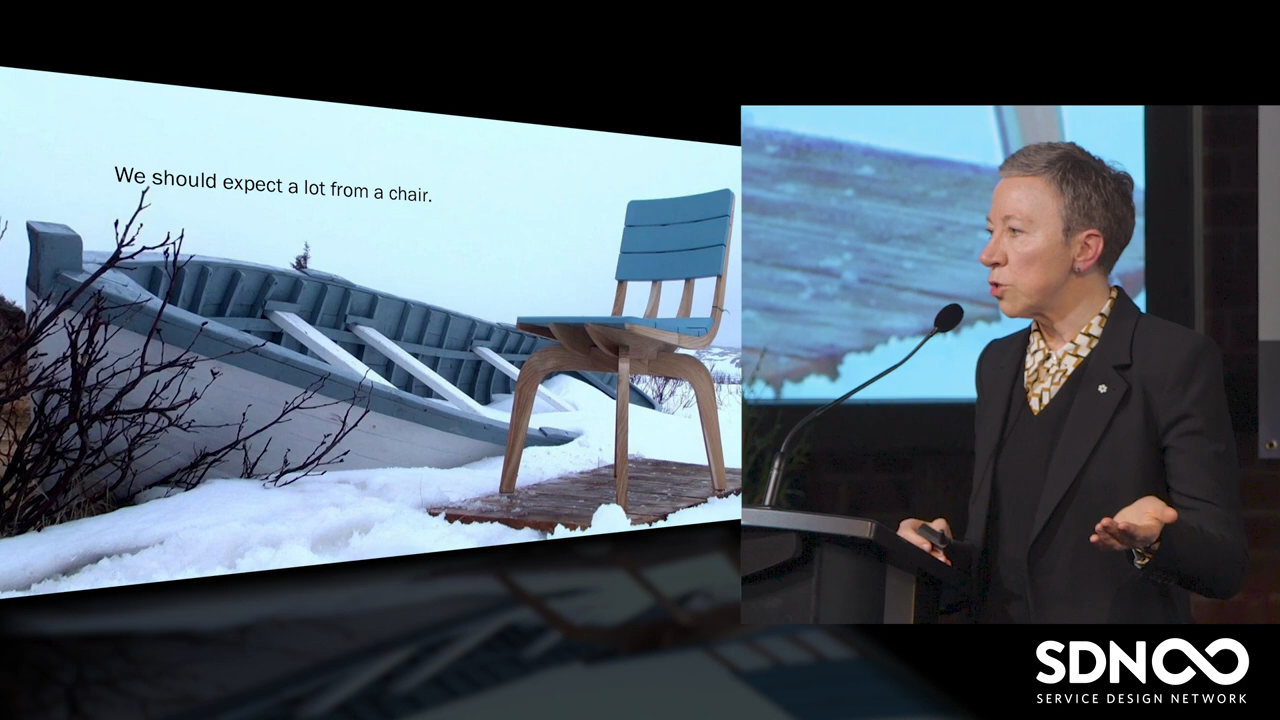 We should expect a lot from a chair.
SDN
SERVICE DESIGN NETWORK